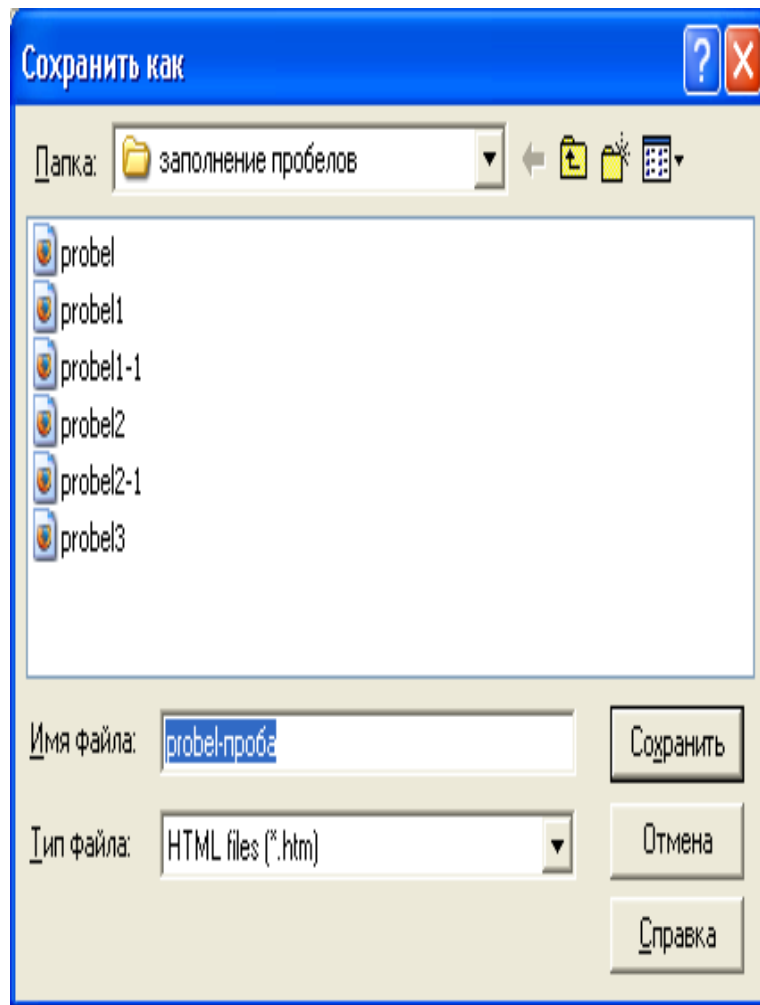 Сохранить как
Папка: заполнение пробелов
probel
probel1
probel1-1
probel2
probel2-1
probel3
Имя файла: probel-проба Сохранить
Тип файла: HTML files (*.htm) Отмена
Справка